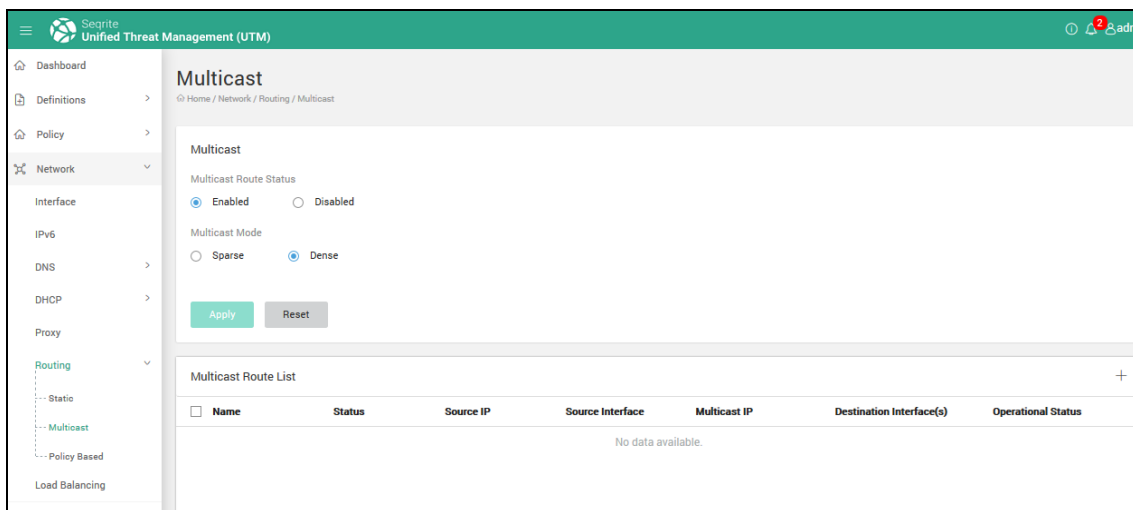 Seqrite
Unified Threat Management (UTM)
2
adr
Dashboard
Definitions
Policy
Network
Interface
IPv6
DNS
DHCP
Proxy
Routing
Static
Multicast
Policy Based
Load Balancing
Multicast
Home / Network / Routing / Multicast
Multicast
Multicast Route Status
Enabled Disabled
Multicast Mode
Sparse Dense
Apply Reset
Multicast Route List
+
Name Status Source IP Source Interface Multicast IP Destination Interface(s) Operational Status
No data available.